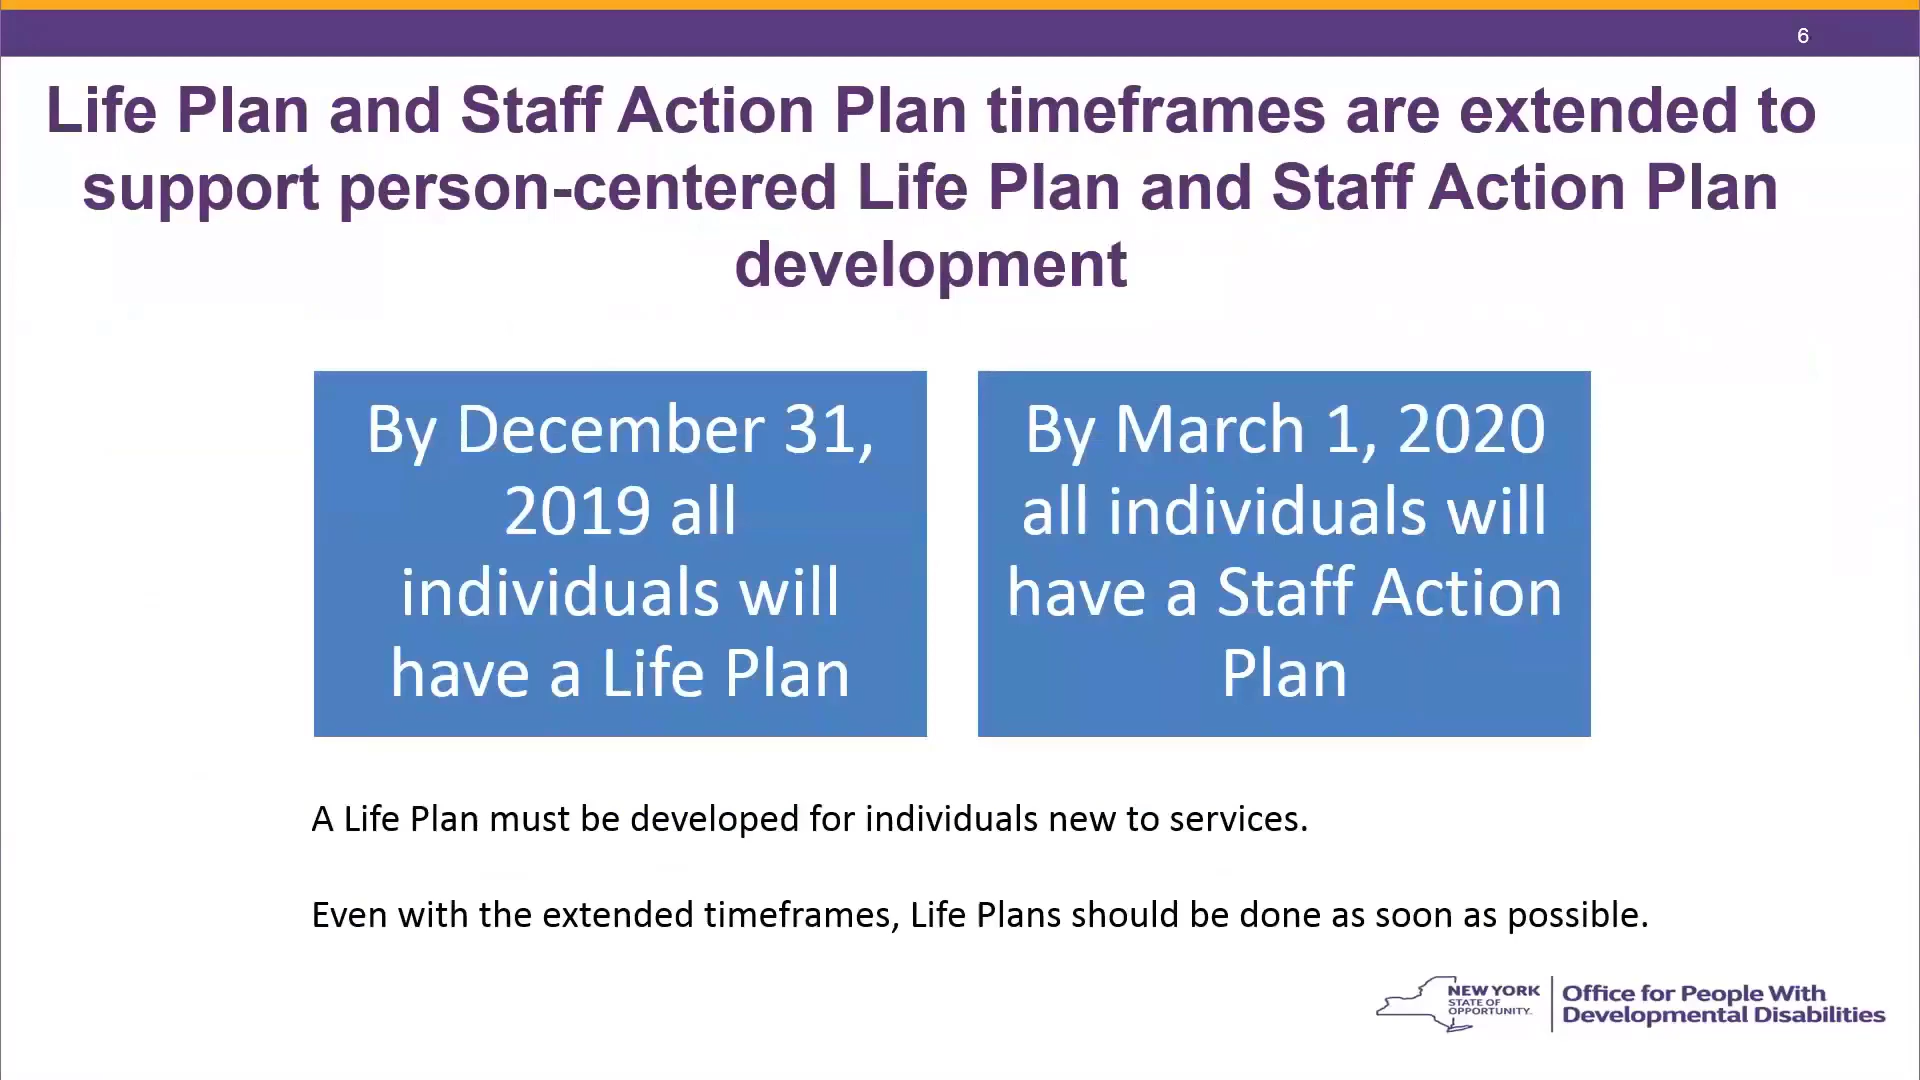 6
Life Plan and Staff Action Plan timeframes are extended to
support person-centered Life Plan and Staff Action Plan
development
By December 31,
2019 all
individuals will
have a Life Plan
By March 1, 2020
all individuals will
have a Staff Action
Plan
A Life Plan must be developed for individuals new to services.
Even with the extended timeframes, Life Plans should be done as soon as possible.
NEW YORK
STATE OF
OPPORTUNITY.
Office for People With
Developmental Disabilities